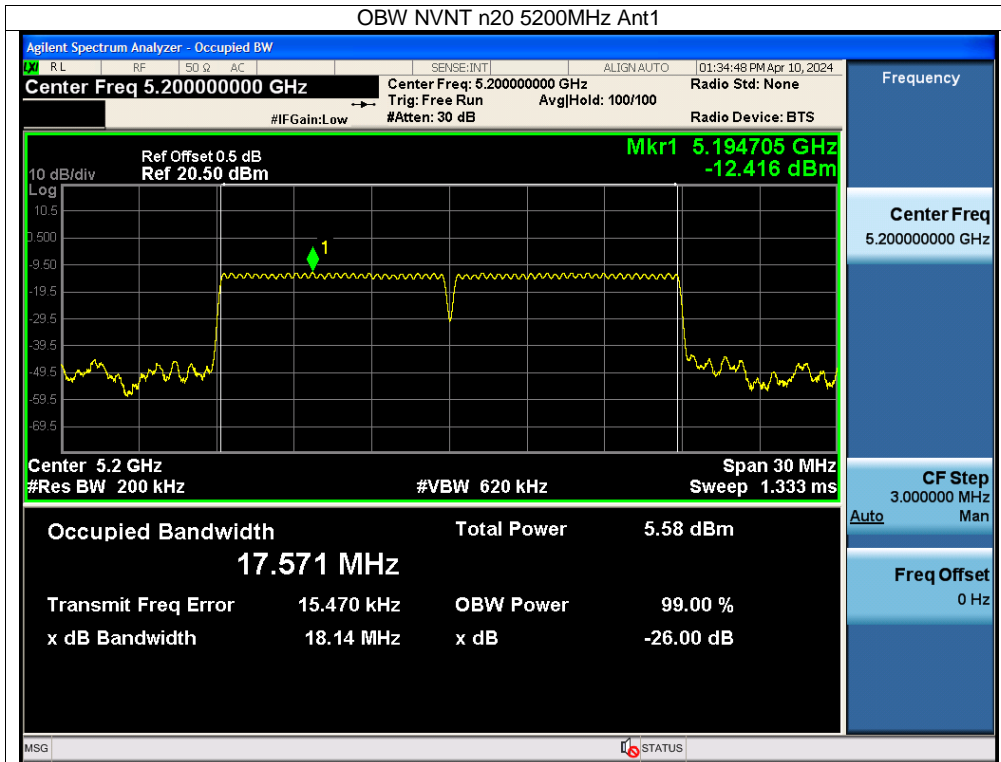 OBW NVNT n20 5200MHz Ant1
Agilent Spectrum Analyzer - Occupied BW
LXI RL RF 50 Ω AC SENSE:INT ALIGN AUTO 01:34:48 PM Apr 10, 2024
Center Freq 5.200000000 GHz
Center Freq: 5.200000000 GHz
Radio Std: None
Trig: Free Run Avg|Hold: 100/100
#IFGain:Low #Atten: 30 dB Radio Device: BTS
Frequency
Mkr1 5.194705 GHz
-12.416 dBm
Ref Offset 0.5 dB
10 dB/div Ref 20.50 dBm
Log
10.5
0.500
-9.50
-19.5
-29.5
-39.5
-49.5
-59.5
-69.5
1
Center 5.2 GHz Span 30 MHz
#Res BW 200 kHz #VBW 620 kHz Sweep 1.333 ms
Occupied Bandwidth Total Power 5.58 dBm
17.571 MHz
Transmit Freq Error 15.470 kHz OBW Power 99.00 %
x dB Bandwidth 18.14 MHz x dB -26.00 dB
Center Freq
5.200000000 GHz
CF Step
3.000000 MHz
Auto Man
Freq Offset
0 Hz
MSG STATUS